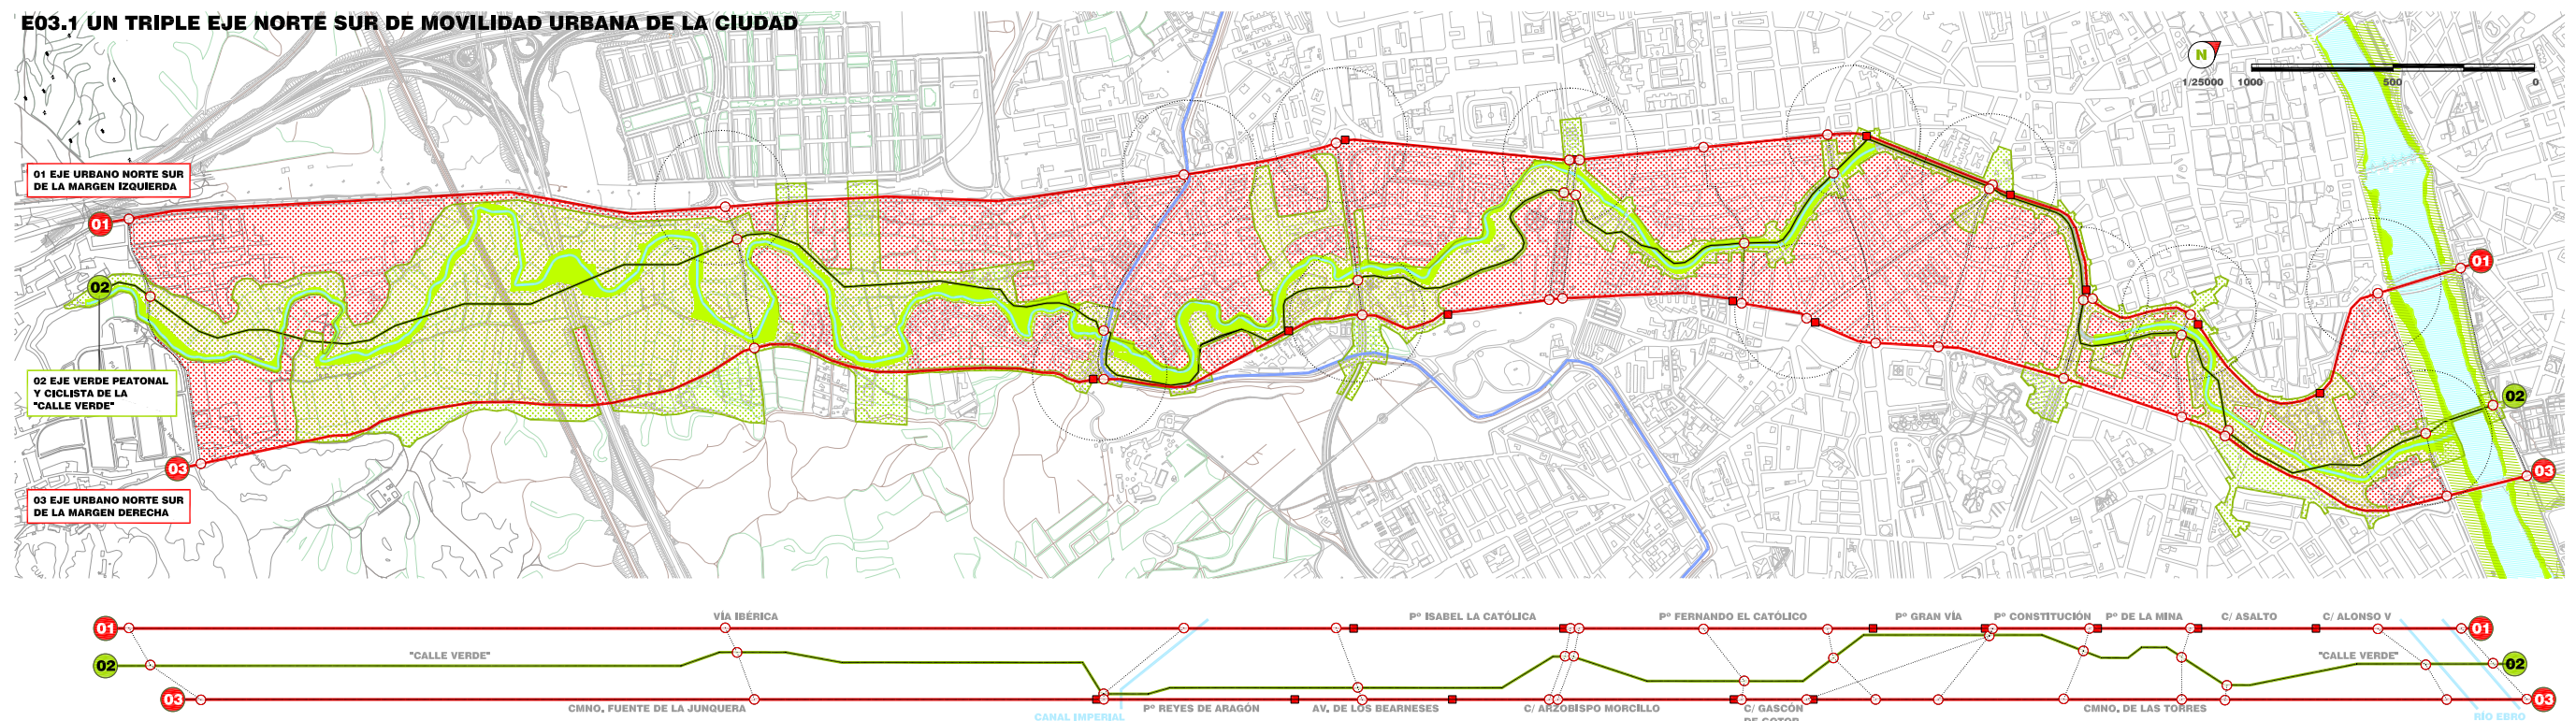 E03.1 UN TRIPLE EJE NORTE SUR DE MOVILIDAD URBANA DE LA CIUDAD
N
1/25000 1000 500 0
01 EJE URBANO NORTE SUR
DE LA MARGEN IZQUIERDA
01
02
02 EJE VERDE PEATONAL
Y CICLISTA DE LA
"CALLE VERDE"
03
03 EJE URBANO NORTE SUR
DE LA MARGEN DERECHA
01
02
03
VÍA IBÉRICA
Pº ISABEL LA CATÓLICA
Pº FERNANDO EL CATÓLICO
Pº GRAN VÍA
Pº CONSTITUCIÓN
Pº DE LA MINA
C/ ASALTO
C/ ALONSO V
01
01
"CALLE VERDE"
"CALLE VERDE"
02
02
03
03
CMNO, FUENTE DE LA JUNQUERA
Pº REYES DE ARAGÓN
AV, DE LOS BEARNESES
C/ ARZOBISPO MORCILLO
C/ GASCÓN
DE GOTOR
CMNO, DE LAS TORRES
CANAL IMPERIAL
RÍO EBRO